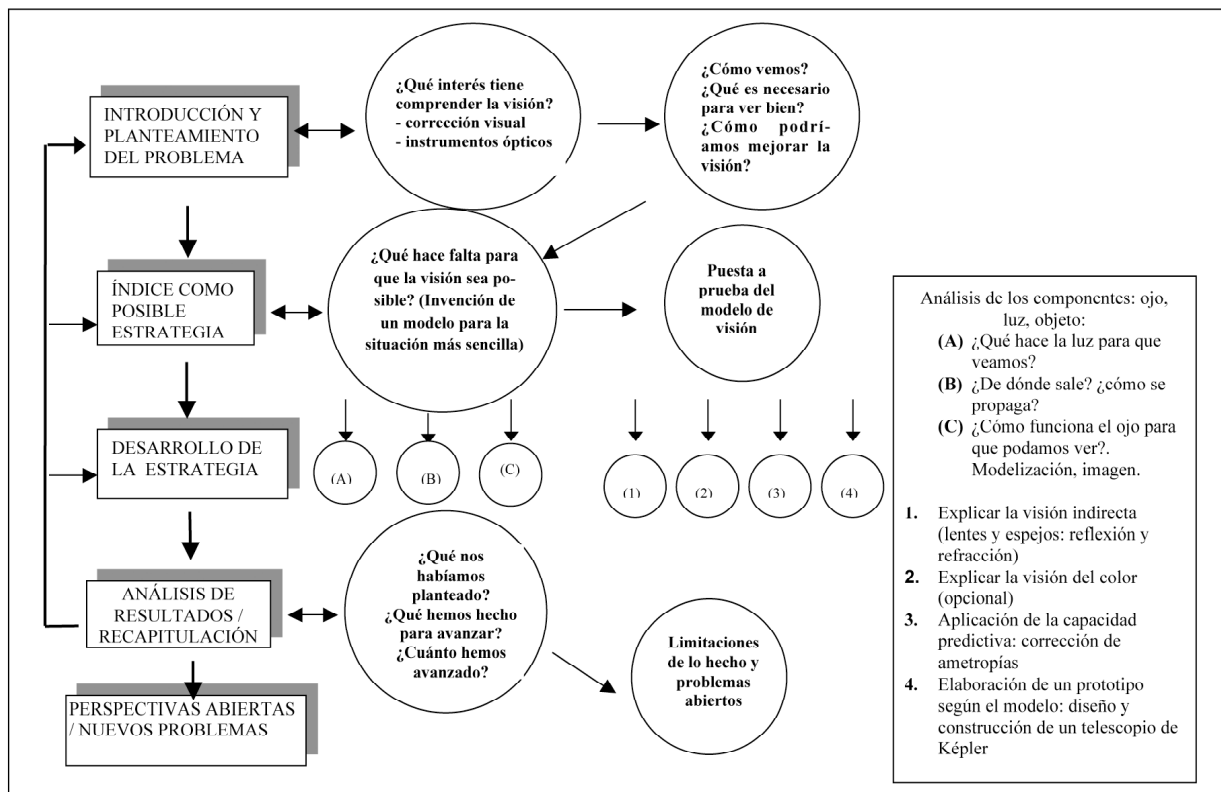 INTRODUCCIÓN Y
PLANTEAMIENTO
DEL PROBLEMA
¿Qué interés tiene
comprender la visión?
- corrección visual
- instrumentos ópticos
¿Cómo vemos?
¿Qué es necesario
para ver bien?
¿Cómo podrí-
amos mejorar la
visión?
ÍNDICE COMO
POSIBLE
ESTRATEGIA
¿Qué hace falta para
que la visión sea po-
sible? (Invención de
un modelo para la
situación más sencilla)
Puesta a
prueba del
modelo de
visión
DESARROLLO DE
LA ESTRATEGIA
(A)
(B)
(C)
(1)
(2)
(3)
(4)
ANÁLISIS DE
RESULTADOS /
RECAPITULACIÓN
¿Qué nos
habíamos
planteado?
¿Qué hemos hecho
para avanzar?
¿Cuánto hemos
avanzado?
Limitaciones
de lo hecho y
problemas
abiertos
PERSPECTIVAS ABIERTAS
/ NUEVOS PROBLEMAS
Análisis de los componentes: ojo,
luz, objeto:
(A) ¿Qué hace la luz para que
veamos?
(B) ¿De dónde sale? ¿cómo se
propaga?
(C) ¿Cómo funciona el ojo para
que podamos ver?.
Modelización, imagen.
1. Explicar la visión indirecta
(lentes y espejos: reflexión y
refracción)
2. Explicar la visión del color
(opcional)
3. Aplicación de la capacidad
predictiva: corrección de
ametropías
4. Elaboración de un prototipo
según el modelo: diseño y
construcción de un telescopio de
Képler